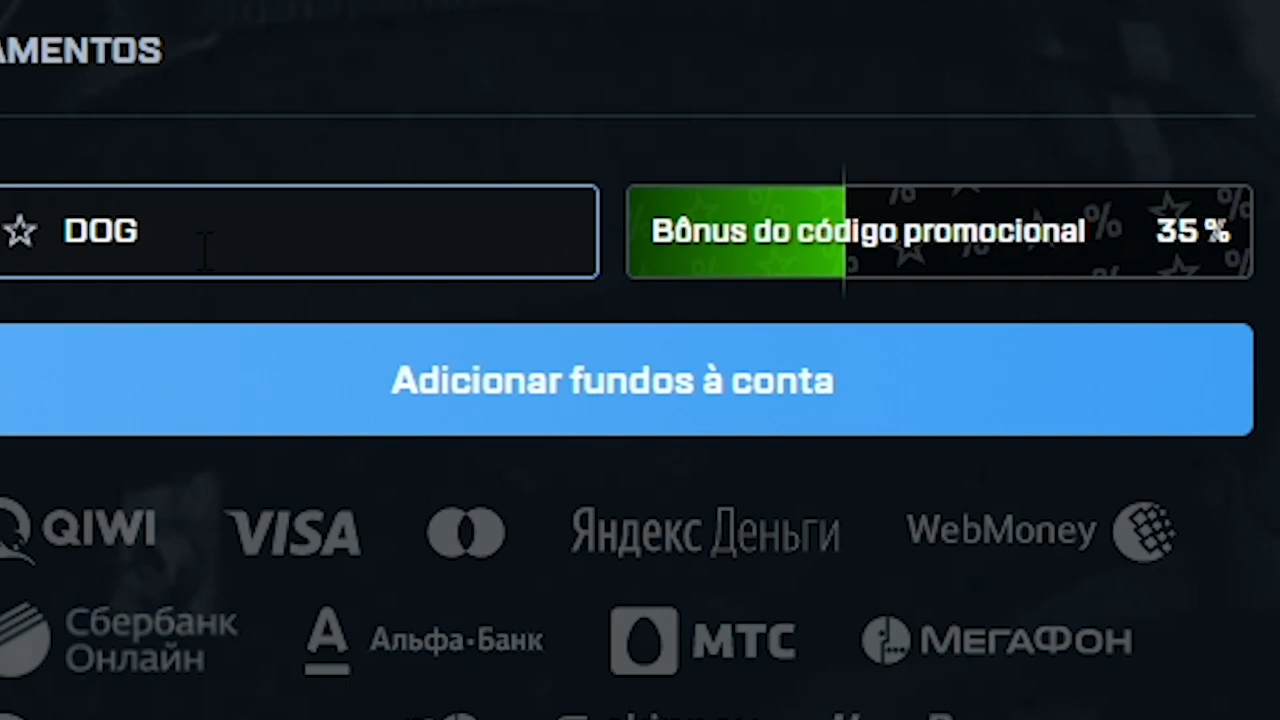 AMENTOS
DOG
Bônus do código promocional 35 %
Adicionar fundos à conta
QIWI VISA Яндекс Деньги WebMoney
Сбербанк Онлайн
А Альфа·Банк МТС МЕГАФОН